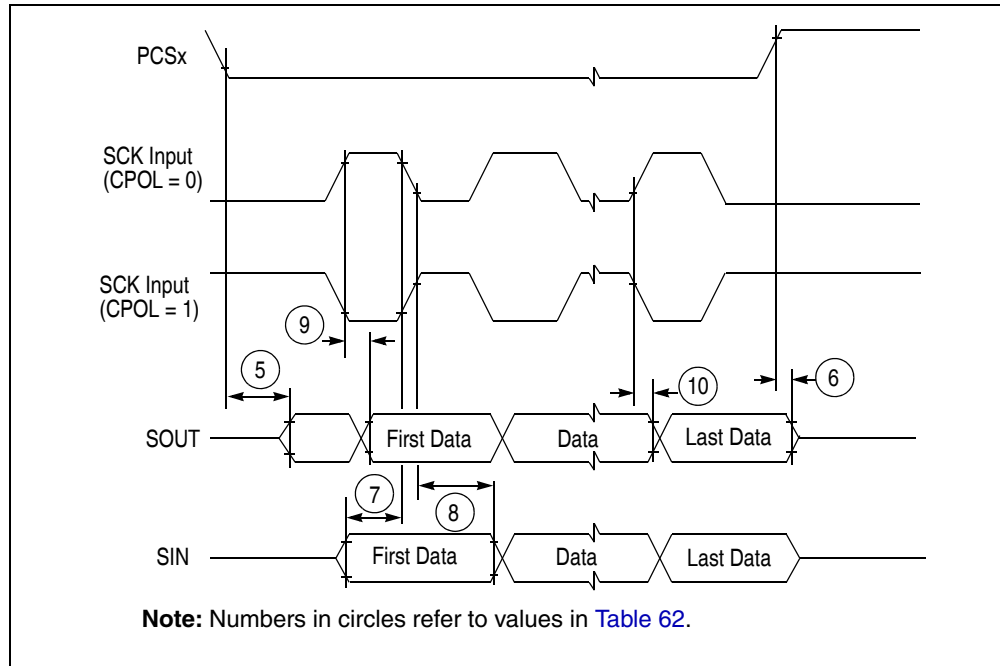 PCSx
SCK Input
(CPOL = 0)
SCK Input
(CPOL = 1)
9
5
10
6
SOUT
First Data
Data
Last Data
7
8
SIN
First Data
Data
Last Data
Note: Numbers in circles refer to values in Table 62.